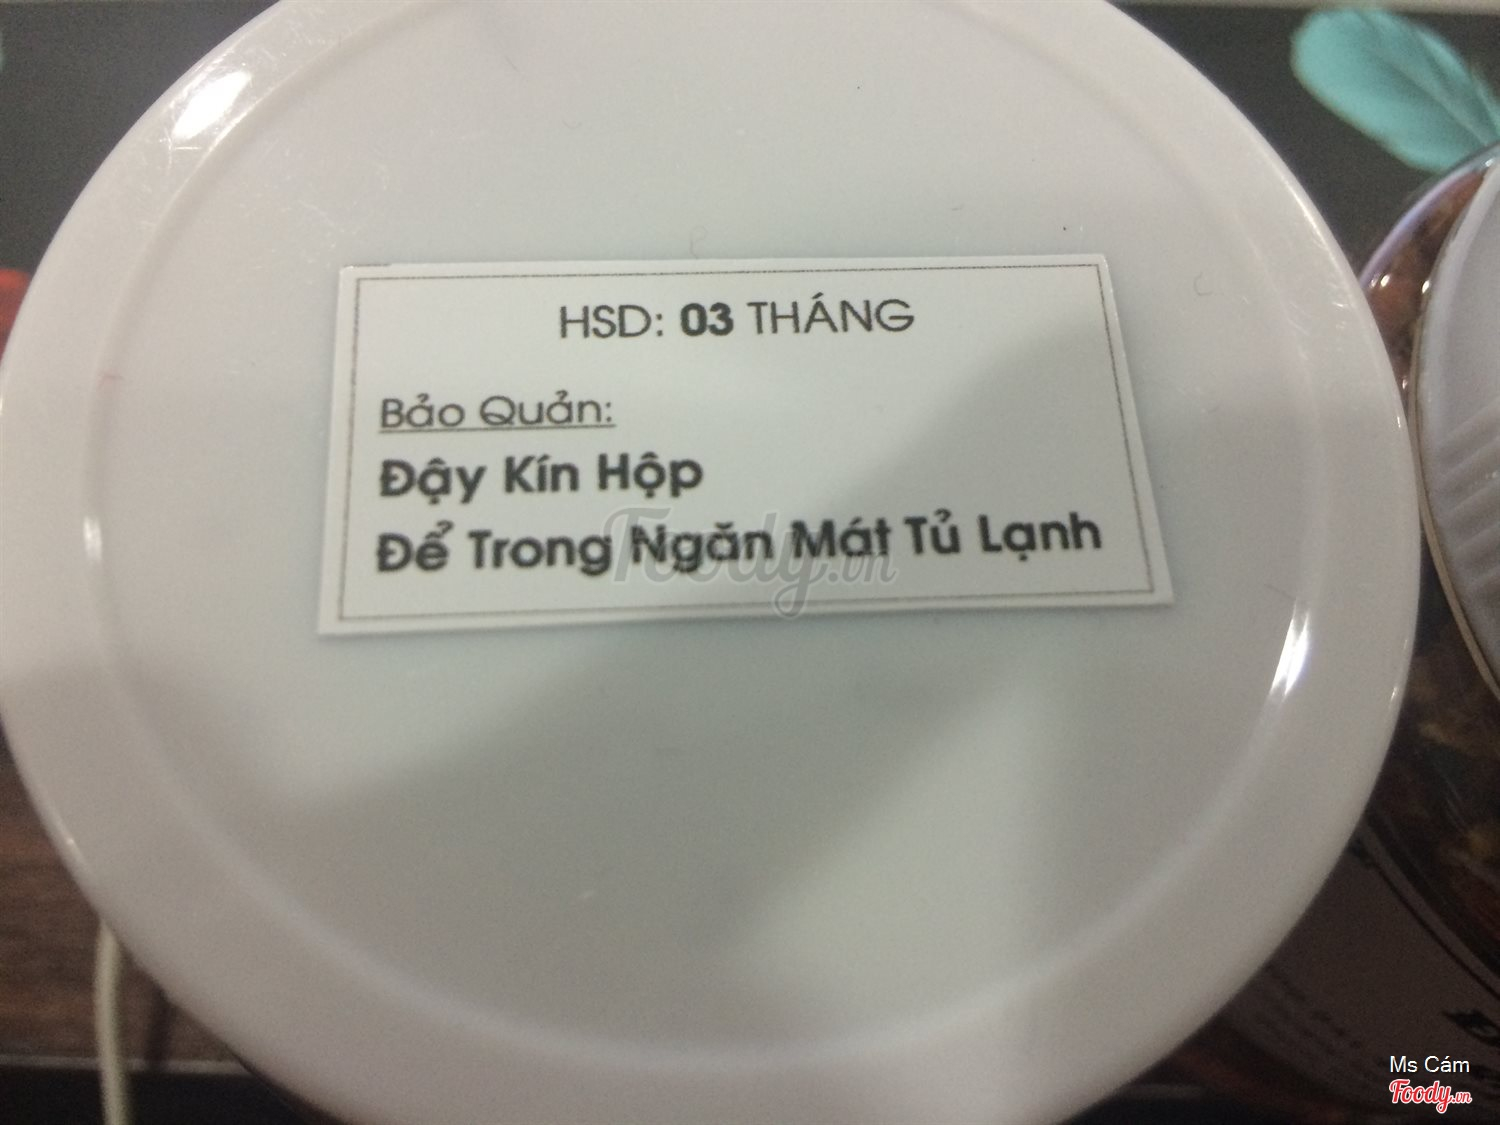 HSD: 03 THÁNG
Bảo Quản:
Đậy Kín Hộp
Để Trong Ngăn Mát Tủ Lạnh
Foody.vn
Ms Cám
Foody.vn